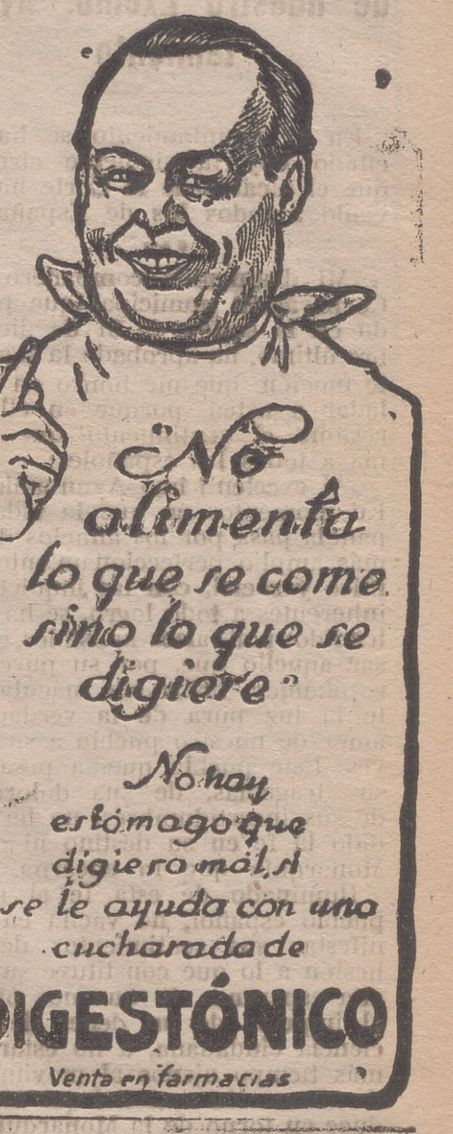 "No
alimenta
lo que se come
sino lo que se
digiere"
No hay
estómago que
digiera mal, si
se le ayuda con una
cucharada de
DIGESTÓNICO
Venta en farmacias